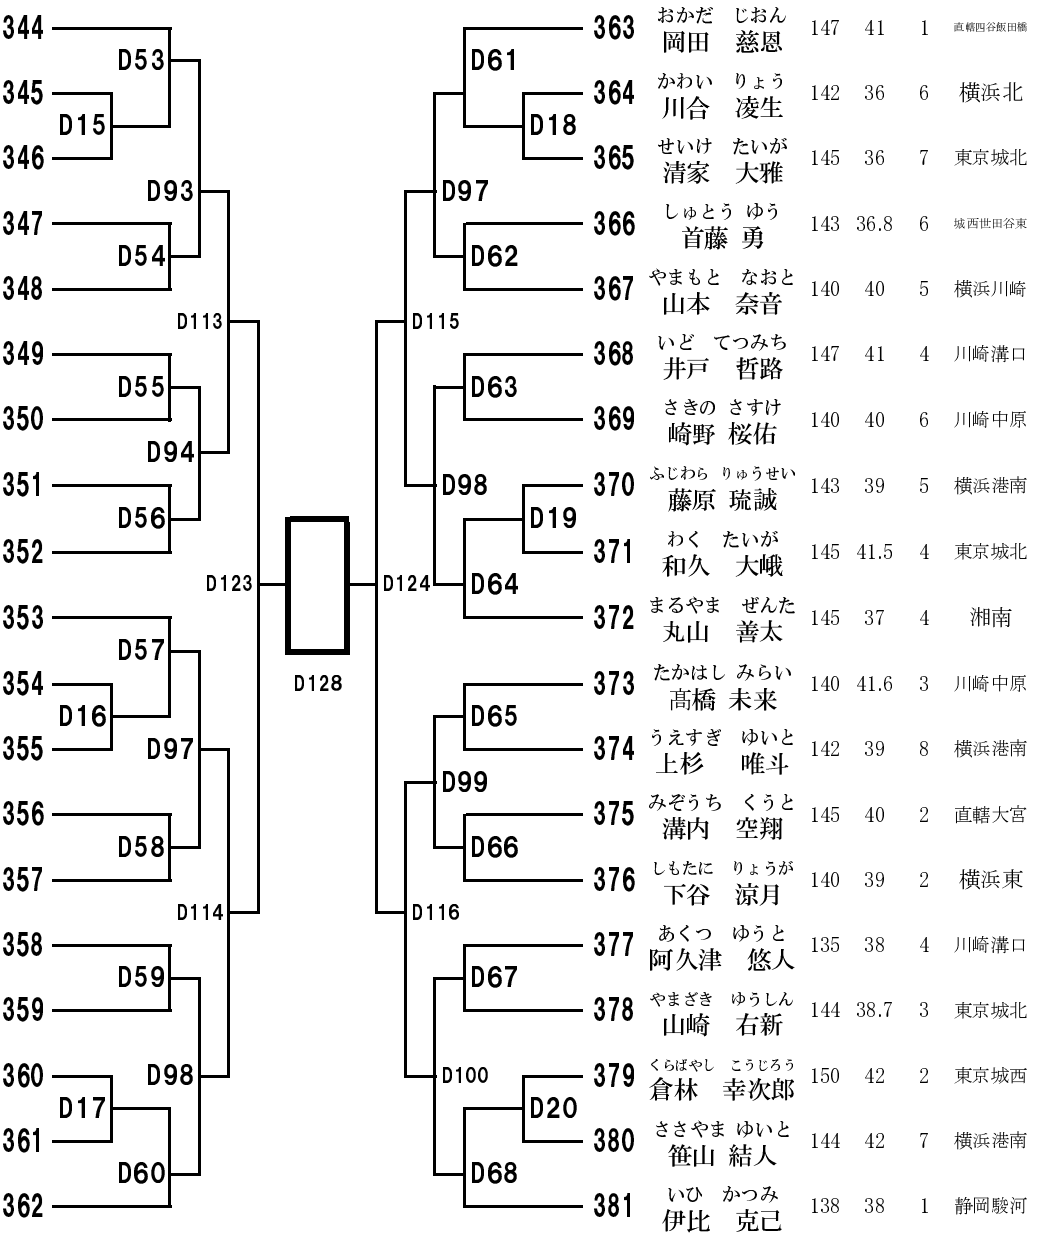 344
D53
345
D15
346
D93
347
D54
348
D113
349
D55
350
D94
351
D56
352
D123
353
D57
354
D16
355
D97
356
D58
357
D114
358
D59
359
D98
360
D17
361
D60
362
D128
D61
D18
D97
D62
D115
D63
D98
D19
D124
D64
D65
D99
D66
D116
D67
D100
D20
D68
おかだ じおん
363 岡田 慈恩 147 41 1 直轄四谷飯田橋
かわい りょう
364 川合 凌生 142 36 6 横浜北
せいけ たいが
365 清家 大雅 145 36 7 東京城北
しゅとう ゆう
366 首藤 勇 143 36.8 6 城西世田谷東
やまもと なおと
367 山本 奈音 140 40 5 横浜川崎
いど てつみち
368 井戸 哲路 147 41 4 川崎溝口
さきの さすけ
369 崎野 桜佑 140 40 6 川崎中原
ふじわら りゅうせい
370 藤原 琉誠 143 39 5 横浜港南
わく たいが
371 和久 大峨 145 41.5 4 東京城北
まるやま ぜんた
372 丸山 善太 145 37 4 湘南
たかはし みらい
373 髙橋 未来 140 41.6 3 川崎中原
うえすぎ ゆいと
374 上杉 唯斗 142 39 8 横浜港南
みぞうち くうと
375 溝内 空翔 145 40 2 直轄大宮
しもたに りょうが
376 下谷 涼月 140 39 2 横浜東
あくつ ゆうと
377 阿久津 悠人 135 38 4 川崎溝口
やまざき ゆうしん
378 山崎 右新 144 38.7 3 東京城北
くらばやし こうじろう
379 倉林 幸次郎 150 42 2 東京城西
ささやま ゆいと
380 笹山 結人 144 42 7 横浜港南
いひ かつみ
381 伊比 克己 138 38 1 静岡駿河